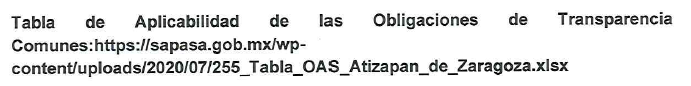 Tabla de Aplicabilidad de las Obligaciones de Transparencia
Comunes:https://sapasa.gob.mx/wp-
content/uploads/2020/07/255_Tabla_OAS_Atizapan_de_Zaragoza.xlsx